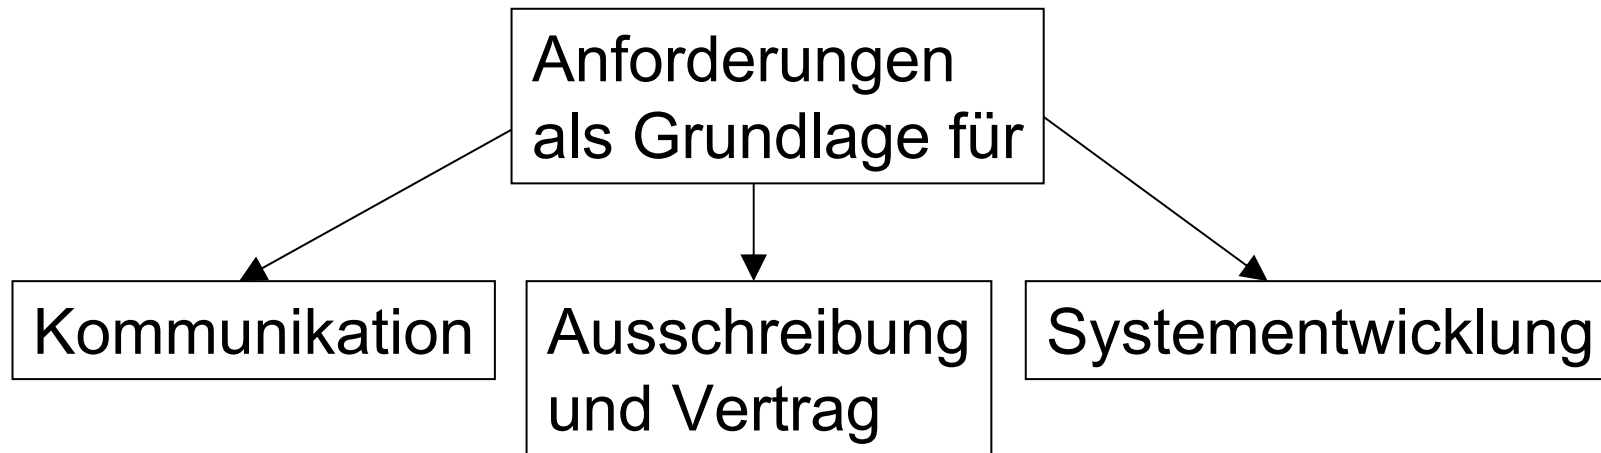 Anforderungen
als Grundlage für
Kommunikation
Ausschreibung
und Vertrag
Systementwicklung